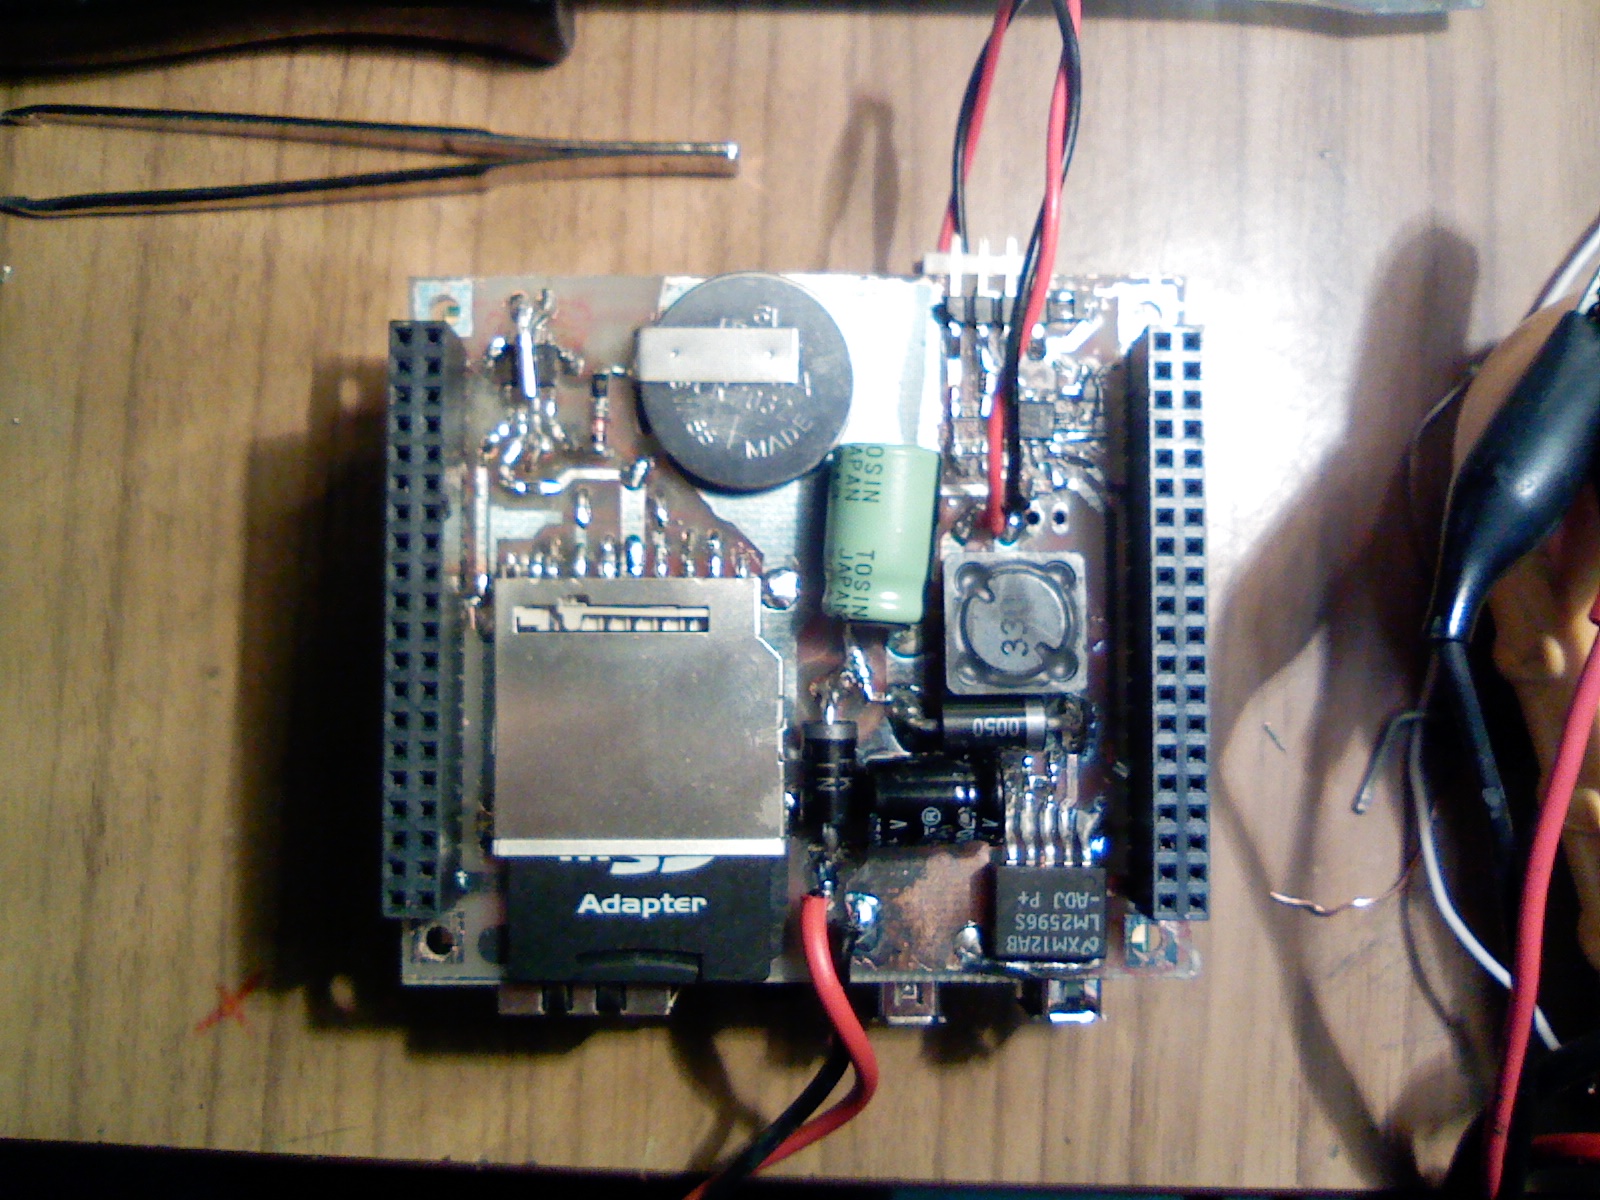 MADE
TOSIN
JAPAN
TOSIN
JAPAN
330
0050
Adapter
XM12AB
LM2596S
-ADJ P+